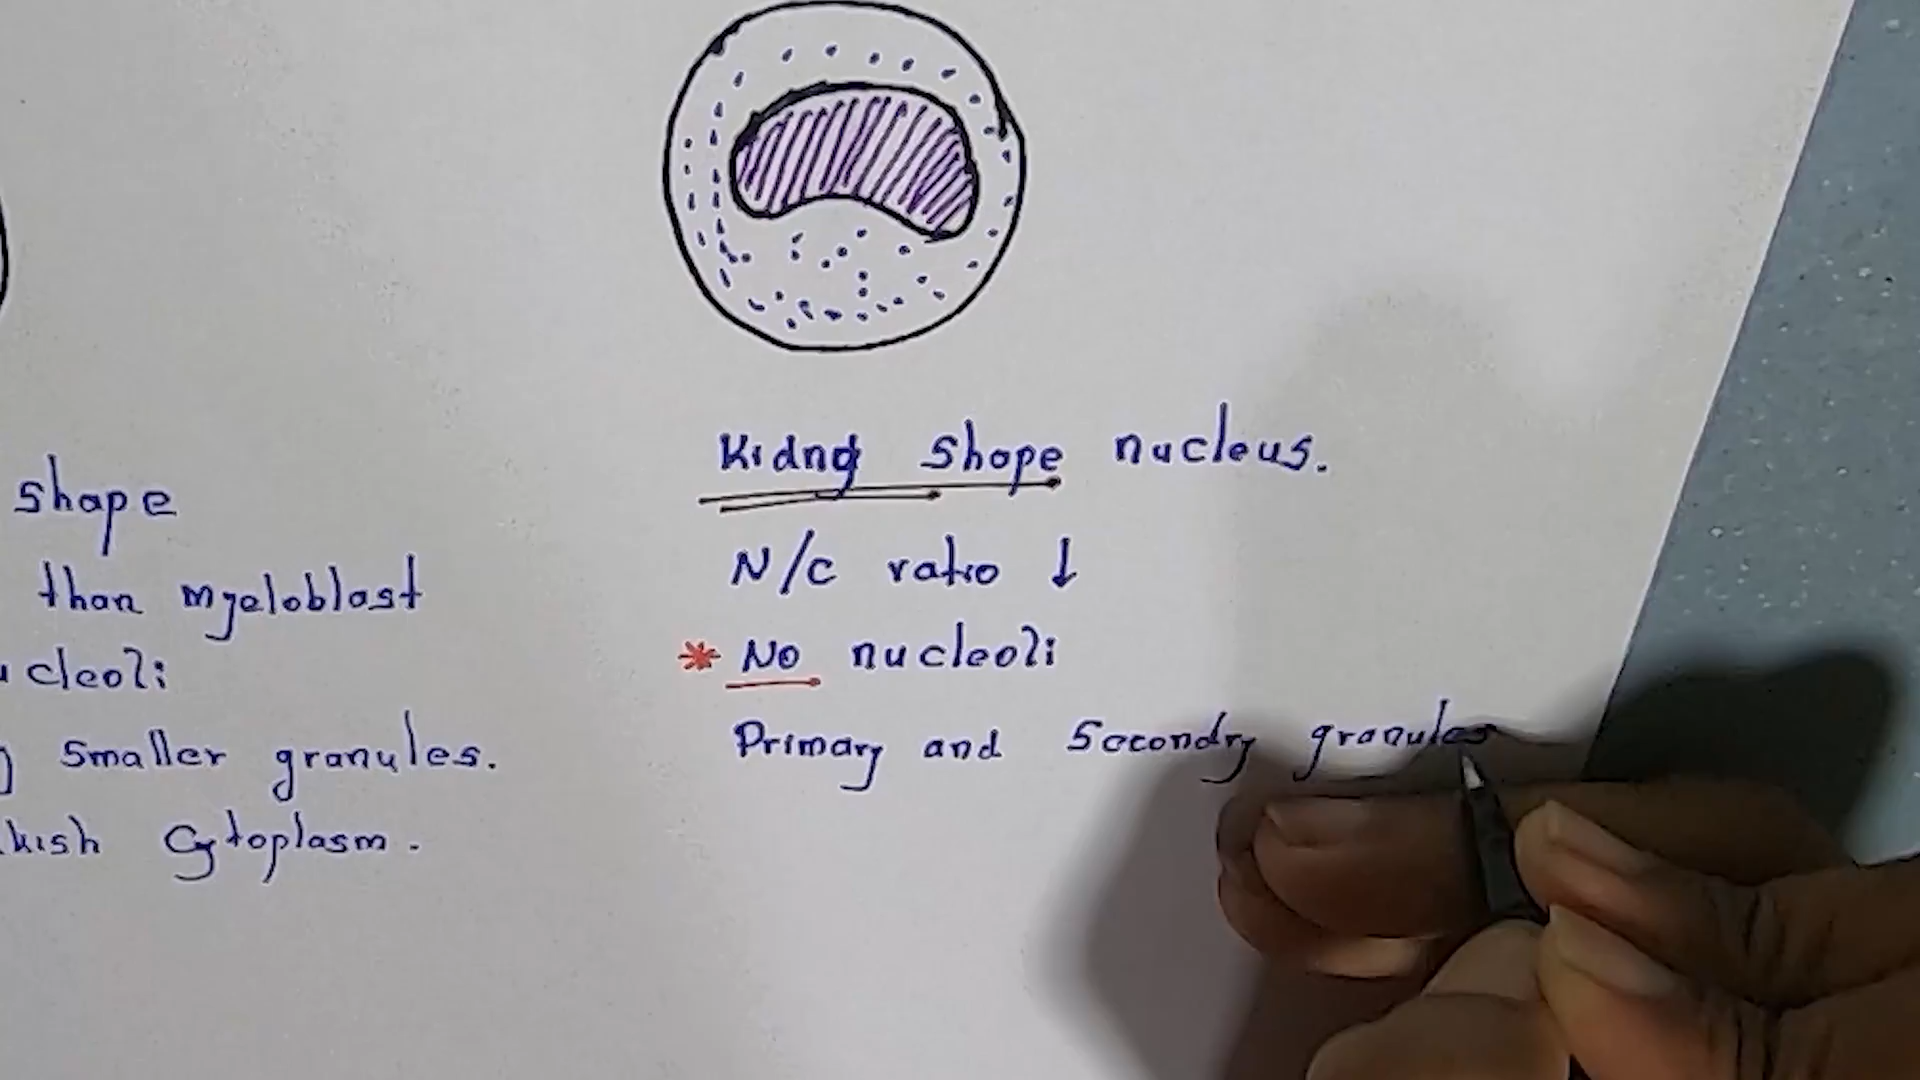 shape
than myeloblast
cleoli
smaller granules.
kish Cytoplasm.
Kidny Shape nucleus.
N/C ratio ↓
* No nucleoli
Primary and Secondry granules